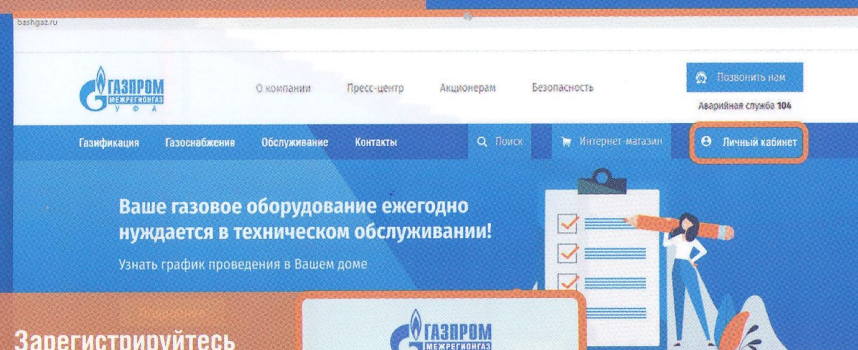 bashgaz.ru
ГАЗПРОМ
МЕЖРЕГИОНГАЗ
УФА
О компании Пресс-центр Акционерам Безопасность
Позвонить нам
Аварийная служба 104
Газификация Газоснабжения Обслуживание Контакты Поиск Интернет-магазин Личный кабинет
Ваше газовое оборудование ежегодно
нуждается в техническом обслуживании!
Узнать график проведения в Вашем доме
Зарегистрируйтесь
ГАЗПРОМ
МЕЖРЕГИОНГАЗ